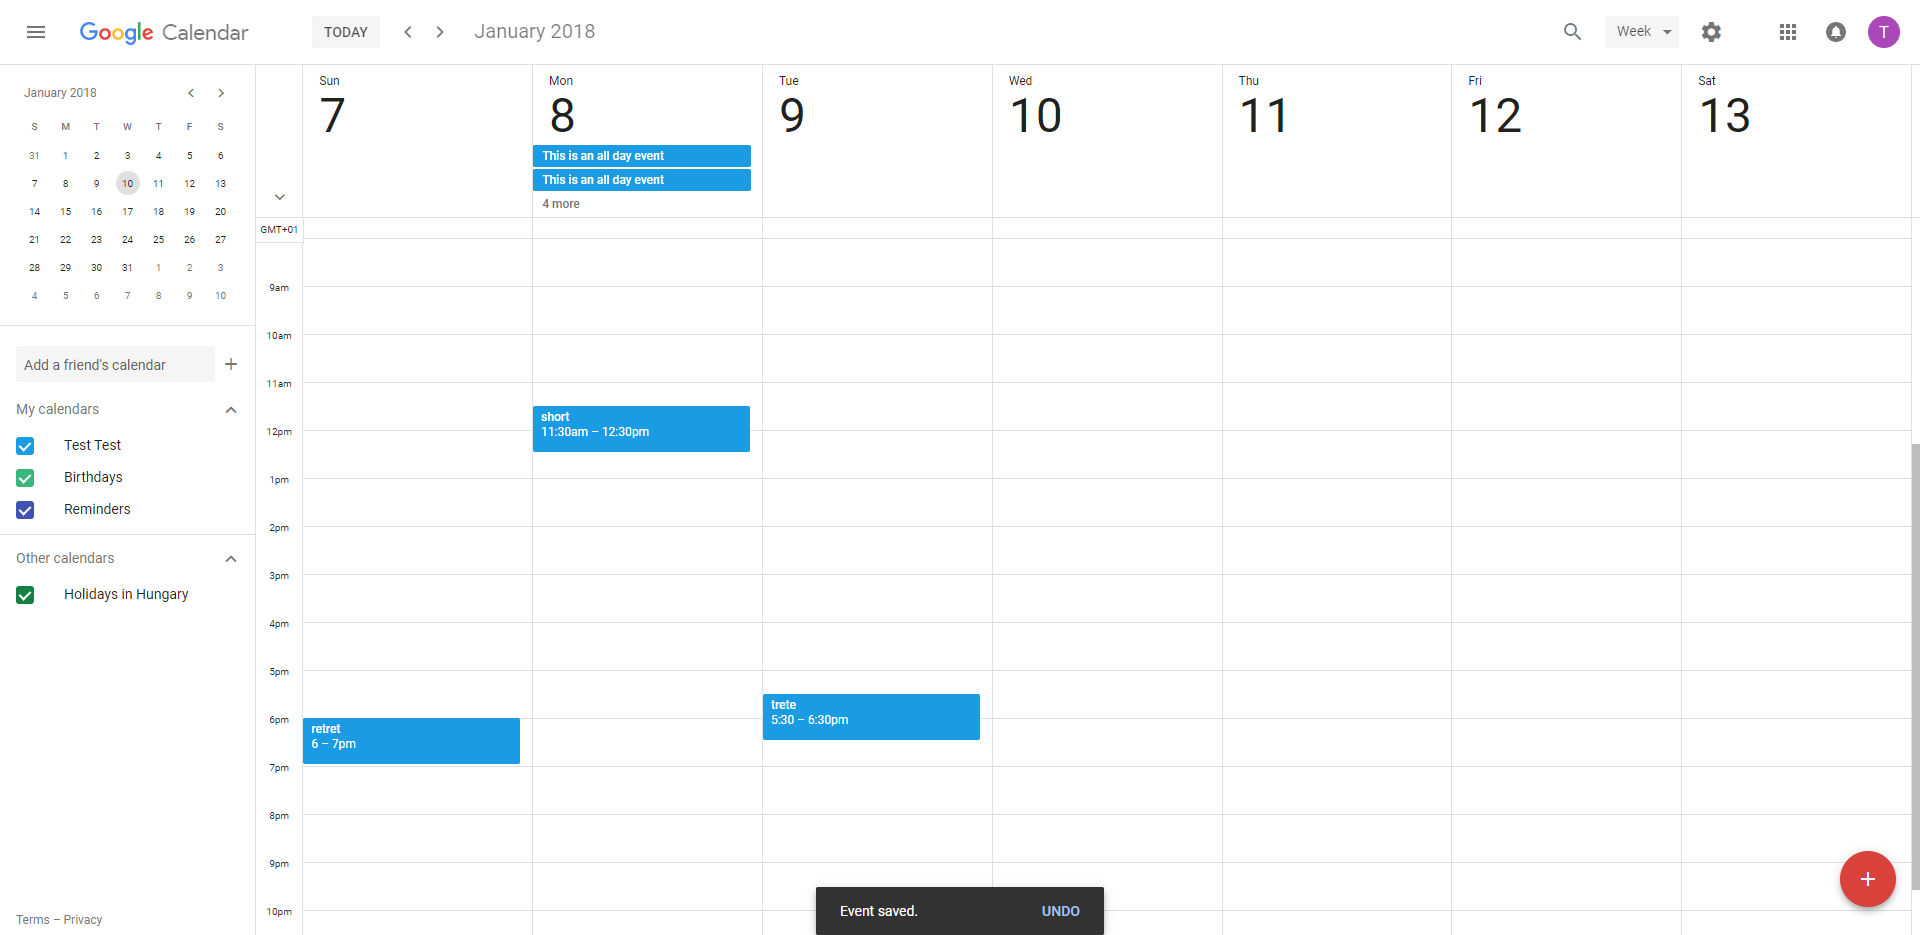 Google Calendar
TODAY
January 2018
Week
T
January 2018
S M T W T F S
31 1 2 3 4 5 6
7 8 9 10 11 12 13
14 15 16 17 18 19 20
21 22 23 24 25 26 27
28 29 30 31 1 2 3
4 5 6 7 8 9 10
Add a friend's calendar
My calendars
Test Test
Birthdays
Reminders
Other calendars
Holidays in Hungary
Terms – Privacy
Sun Mon Tue Wed Thu Fri Sat
7 8 9 10 11 12 13
This is an all day event
This is an all day event
4 more
GMT+01
9am
10am
11am
short
11:30am – 12:30pm
12pm
1pm
2pm
3pm
4pm
5pm
trete
5:30 – 6:30pm
6pm
retret
6 – 7pm
7pm
8pm
9pm
10pm
Event saved. UNDO